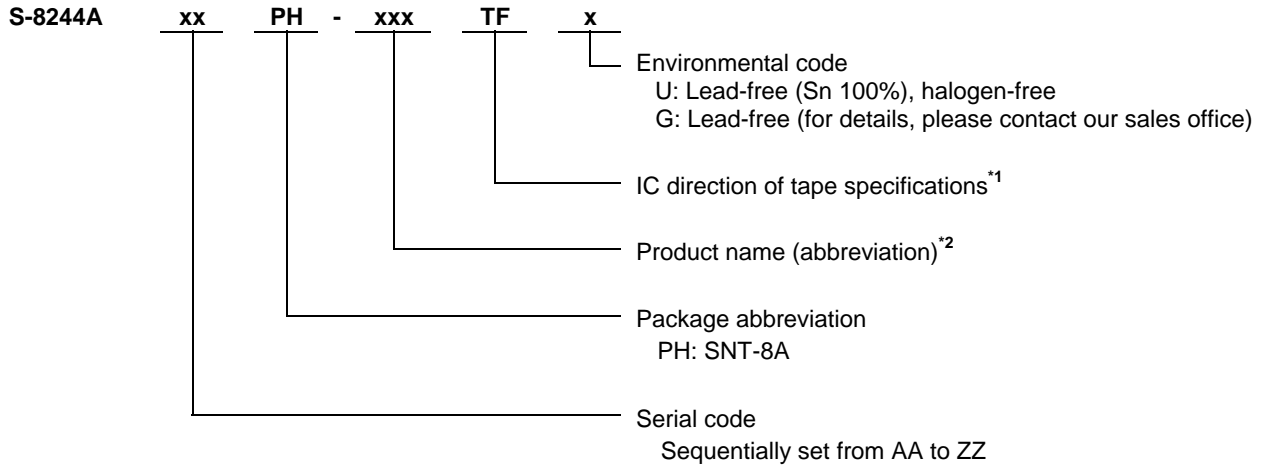 S-8244A xx PH - xxx TF x
Environmental code
U: Lead-free (Sn 100%), halogen-free
G: Lead-free (for details, please contact our sales office)
IC direction of tape specifications*1
Product name (abbreviation)*2
Package abbreviation
PH: SNT-8A
Serial code
Sequentially set from AA to ZZ